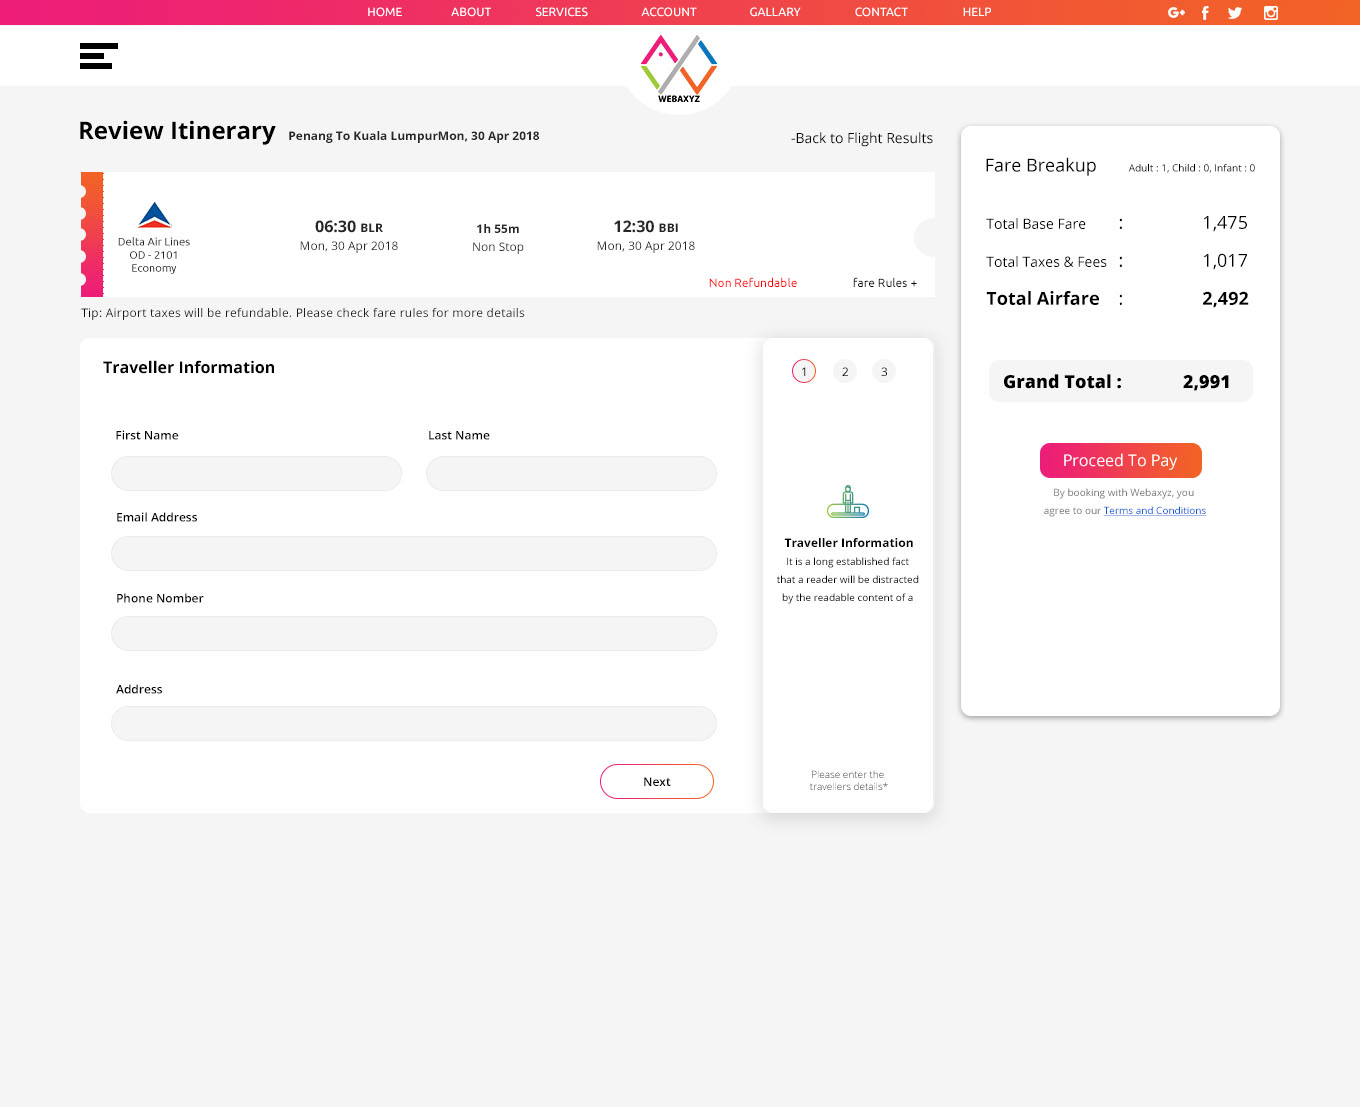 HOME ABOUT SERVICES ACCOUNT GALLARY CONTACT HELP
WEBAXYZ
Review Itinerary Penang To Kuala LumpurMon, 30 Apr 2018
-Back to Flight Results
Delta Air Lines
OD - 2101
Economy
06:30 BLR
Mon, 30 Apr 2018
1h 55m
Non Stop
12:30 BBI
Mon, 30 Apr 2018
Non Refundable
fare Rules +
Tip: Airport taxes will be refundable. Please check fare rules for more details
Traveller Information
First Name
Last Name
Email Address
Phone Nomber
Address
Next
1 2 3
Traveller Information
It is a long established fact
that a reader will be distracted
by the readable content of a
Please enter the
travellers details*
Fare Breakup Adult : 1, Child : 0, Infant : 0
Total Base Fare : 1,475
Total Taxes & Fees : 1,017
Total Airfare : 2,492
Grand Total : 2,991
Proceed To Pay
By booking with Webaxyz, you
agree to our Terms and Conditions